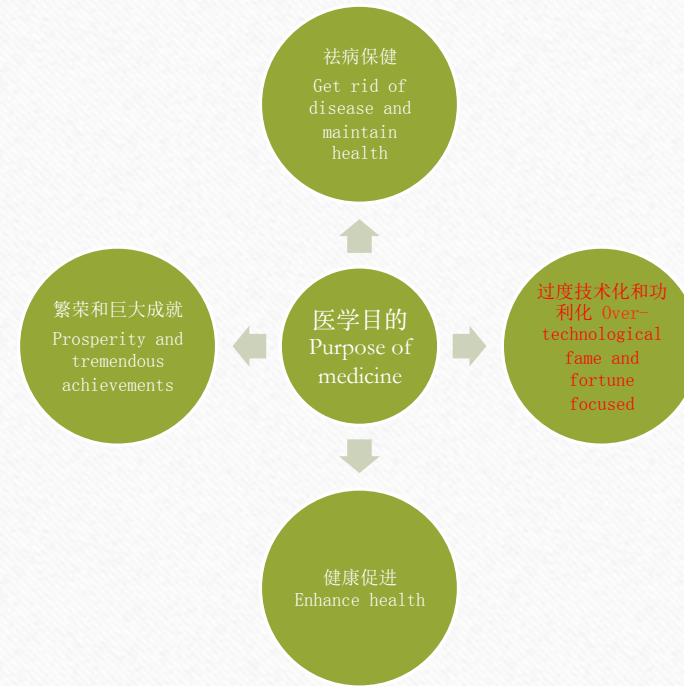 祛病保健
Get rid of
disease and
maintain
health
繁荣和巨大成就
Prosperity and
tremendous
achievements
医学目的
Purpose of
medicine
过度技术化和功
利化 Over-
technological
fame and
fortune
focused
健康促进
Enhance health